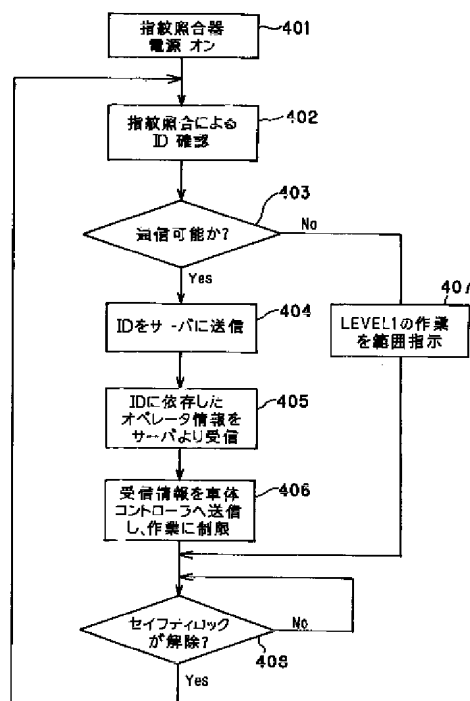 指紋照合器
電源 オン
401
指紋照合による
ID 確認
402
通信可能か?
403
No
Yes
IDをサーバに送信
404
407
LEVEL1の作業
を範囲指示
IDに依存した
オペレータ情報を
サーバより受信
405
受信情報を車体
コントローラへ送信
し、作業に制限
406
セイフティロック
が解除?
No
408
Yes